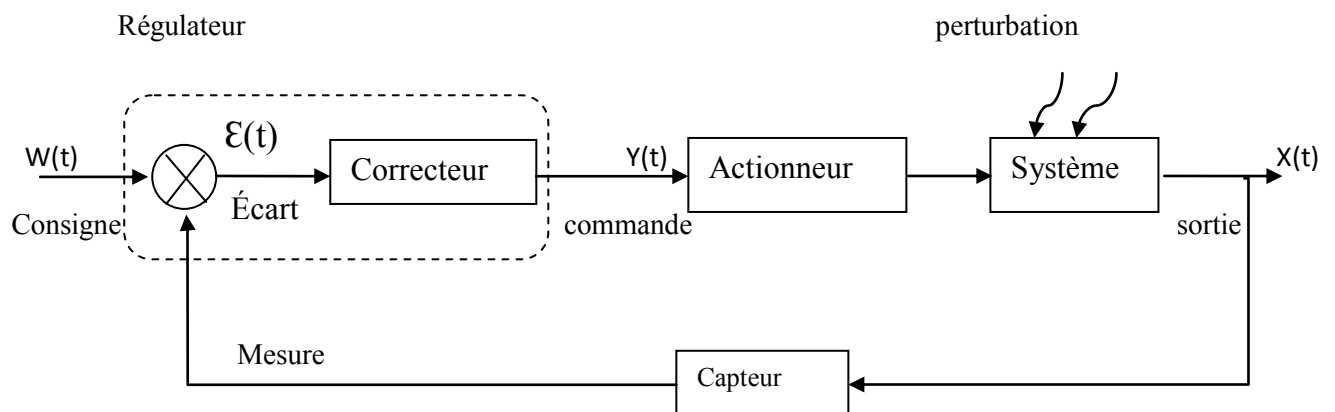 Régulateur
perturbation
Ɛ(t)
W(t)
Correcteur
Y(t)
Actionneur
Système
X(t)
Écart
Consigne
commande
sortie
Mesure
Capteur